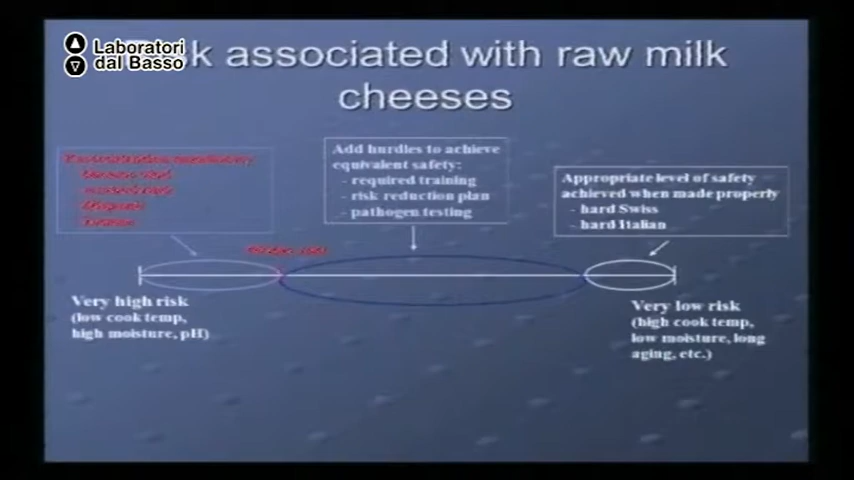 Laboratori
dal Basso
associated with raw milk
cheeses
Add hurdles to achieve
equivalent safety:
- required training
- risk reduction plan
- pathogen testing
Appropriate level of safety
achieved when made properly
- hard Swiss
- hard Italian
Very high risk
(low cook temp,
high moisture, pH)
Very low risk
(high cook temp,
low moisture, long
aging, etc.)